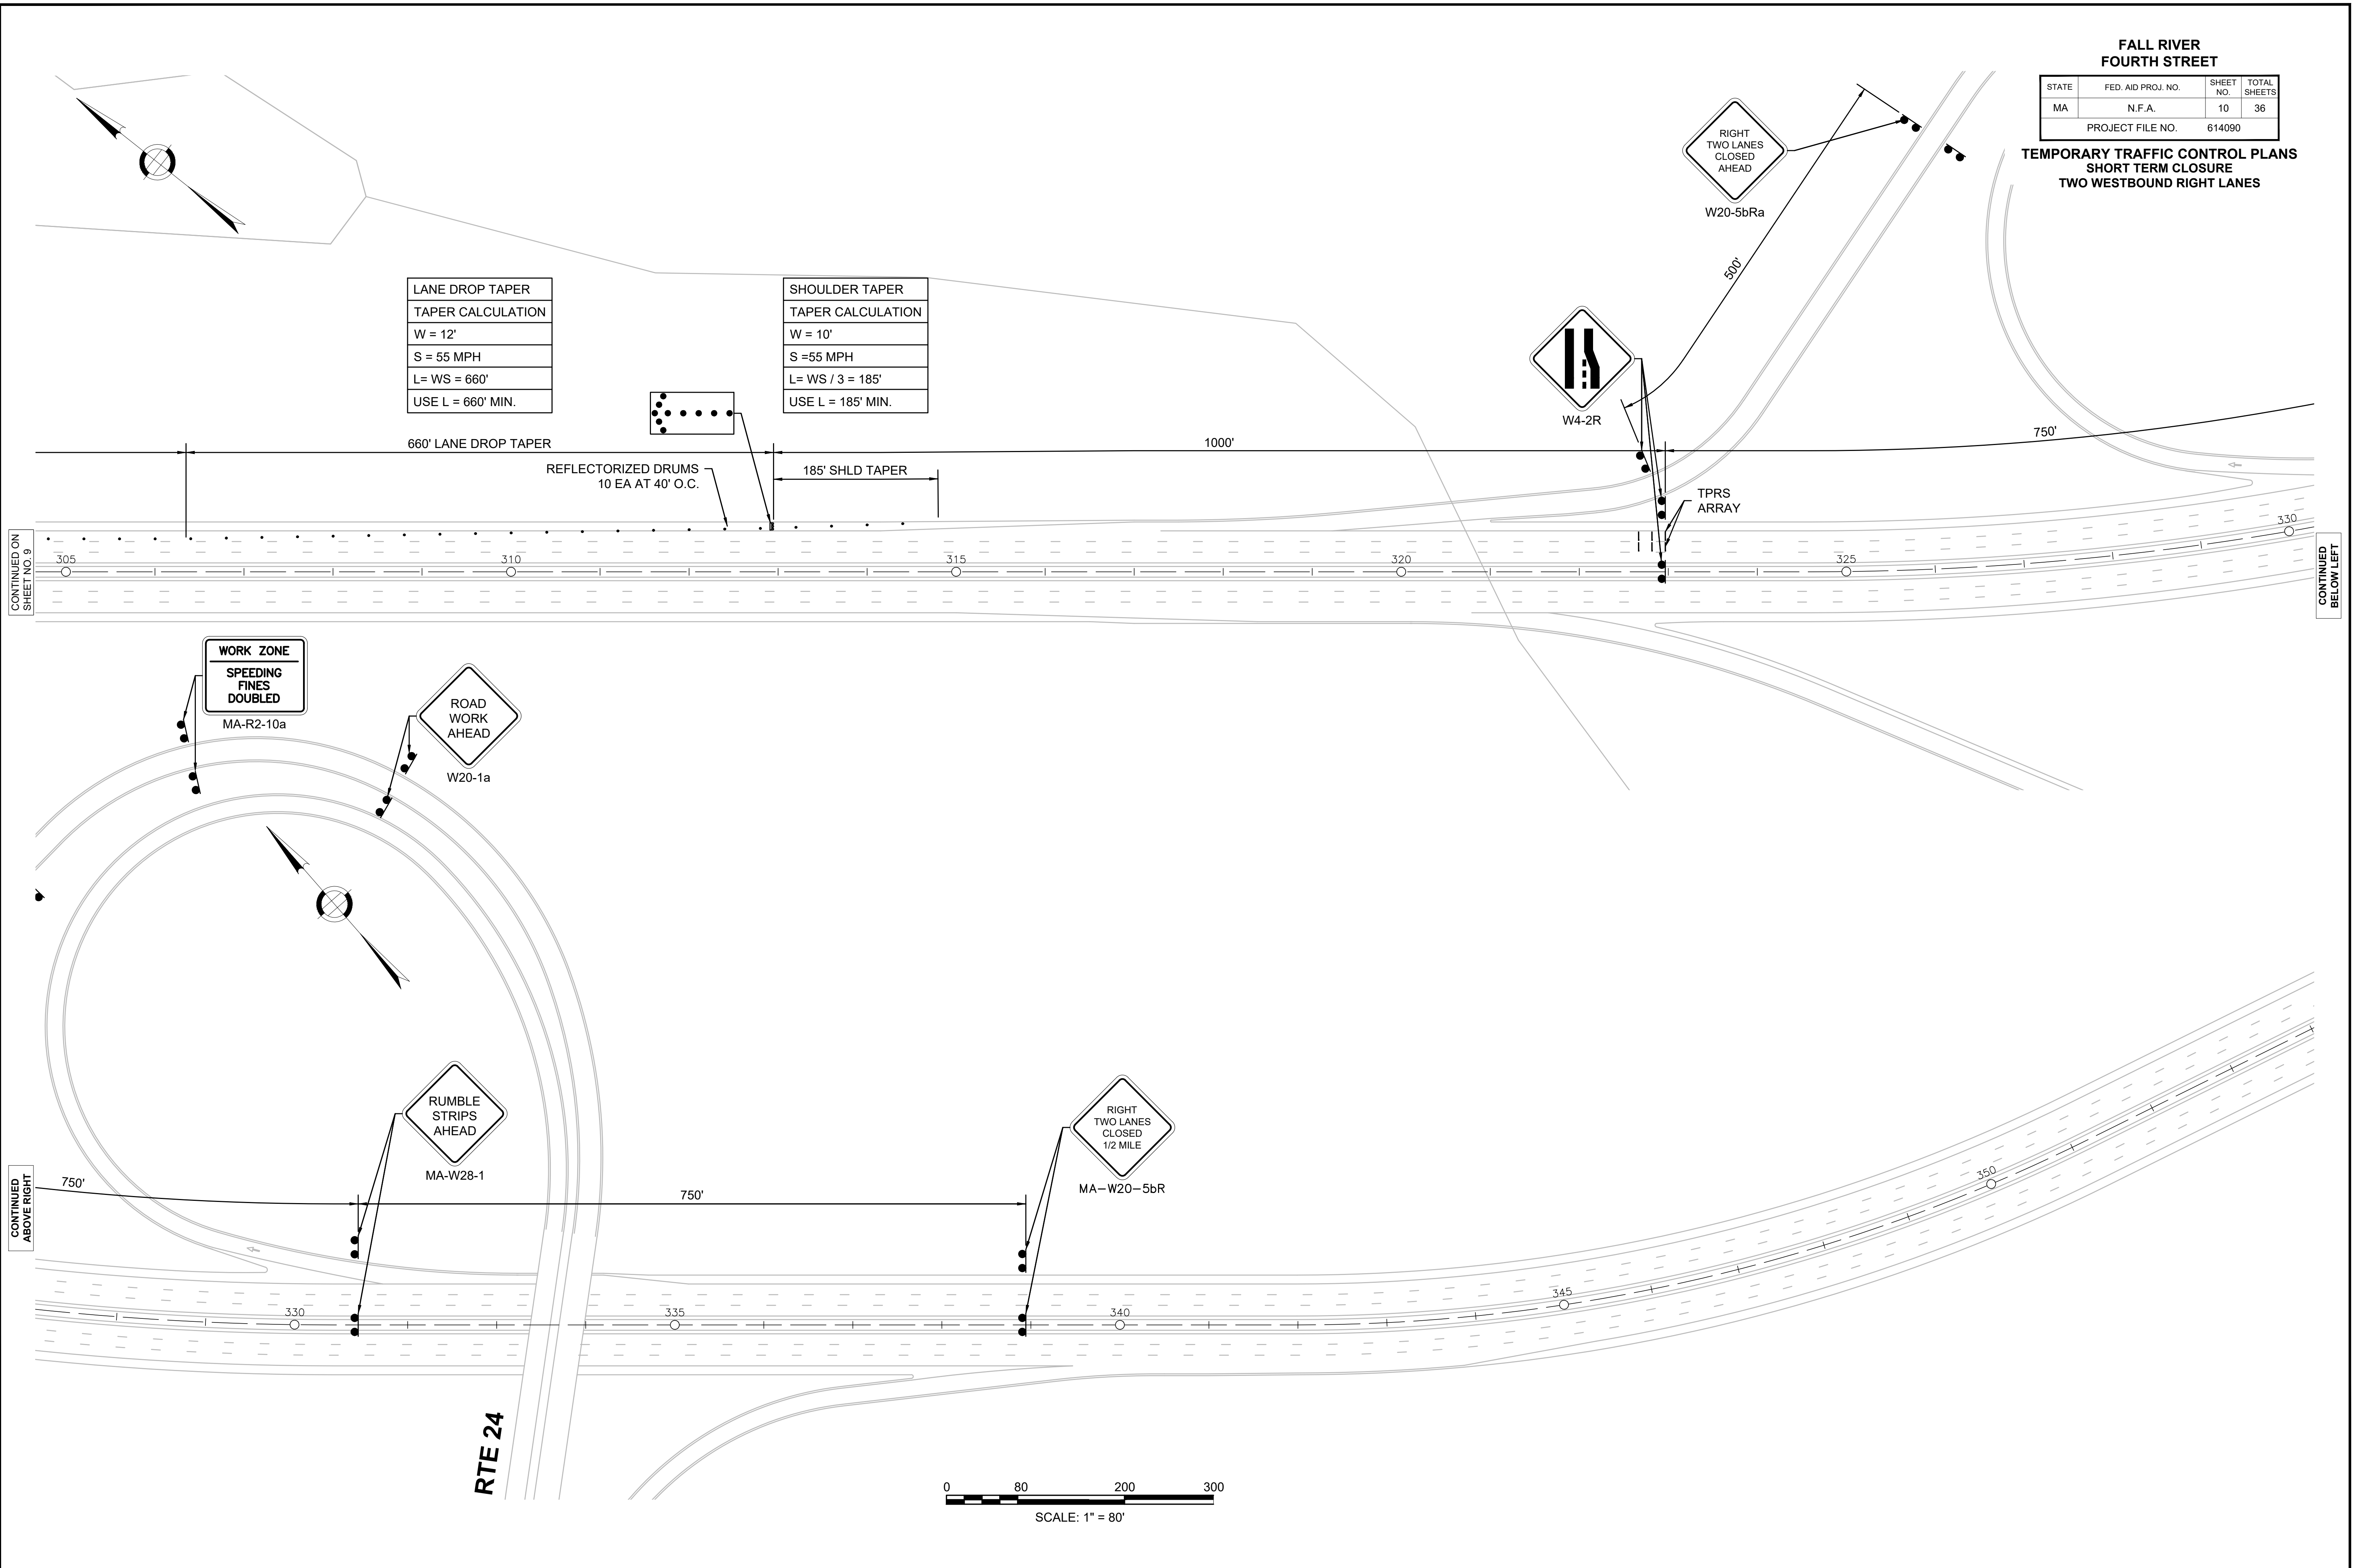 FALL RIVER
FOURTH STREET
STATE FED. AID PROJ. NO. SHEET NO. TOTAL SHEETS
MA N.F.A. 10 36
PROJECT FILE NO. 614090
TEMPORARY TRAFFIC CONTROL PLANS
SHORT TERM CLOSURE
TWO WESTBOUND RIGHT LANES
RIGHT
TWO LANES
CLOSED
AHEAD
W20-5bRa
500'
LANE DROP TAPER
TAPER CALCULATION
W = 12'
S = 55 MPH
L= WS = 660'
USE L = 660' MIN.
SHOULDER TAPER
TAPER CALCULATION
W = 10'
S =55 MPH
L= WS / 3 = 185'
USE L = 185' MIN.
W4-2R
660' LANE DROP TAPER
1000'
750'
REFLECTORIZED DRUMS
10 EA AT 40' O.C.
185' SHLD TAPER
TPRS
ARRAY
CONTINUED ON
SHEET NO. 9
305
310
315
320
325
330
CONTINUED
BELOW LEFT
WORK ZONE
SPEEDING
FINES
DOUBLED
MA-R2-10a
ROAD
WORK
AHEAD
W20-1a
RUMBLE
STRIPS
AHEAD
MA-W28-1
RIGHT
TWO LANES
CLOSED
1/2 MILE
MA-W20-5bR
CONTINUED
ABOVE RIGHT
750'
750'
330
335
340
345
350
RTE 24
0 80 200 300
SCALE: 1" = 80'